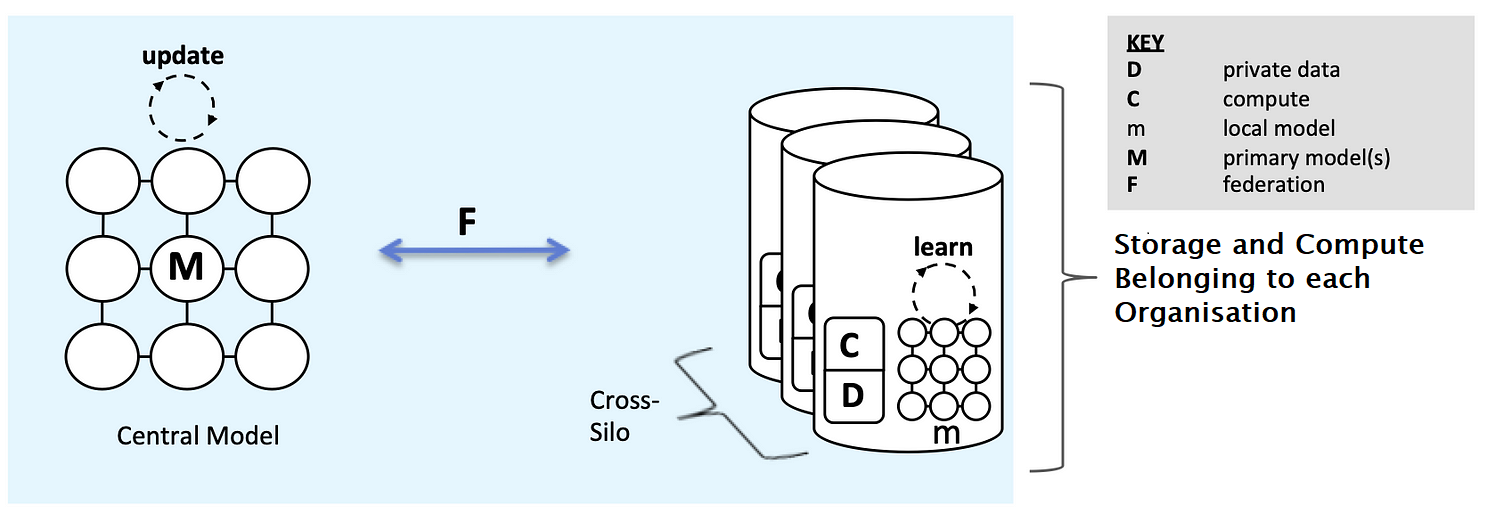 update
M
Central Model
F
Cross-
Silo
learn
C
D
m
KEY
D private data
C compute
m local model
M primary model(s)
F federation
Storage and Compute
Belonging to each
Organisation